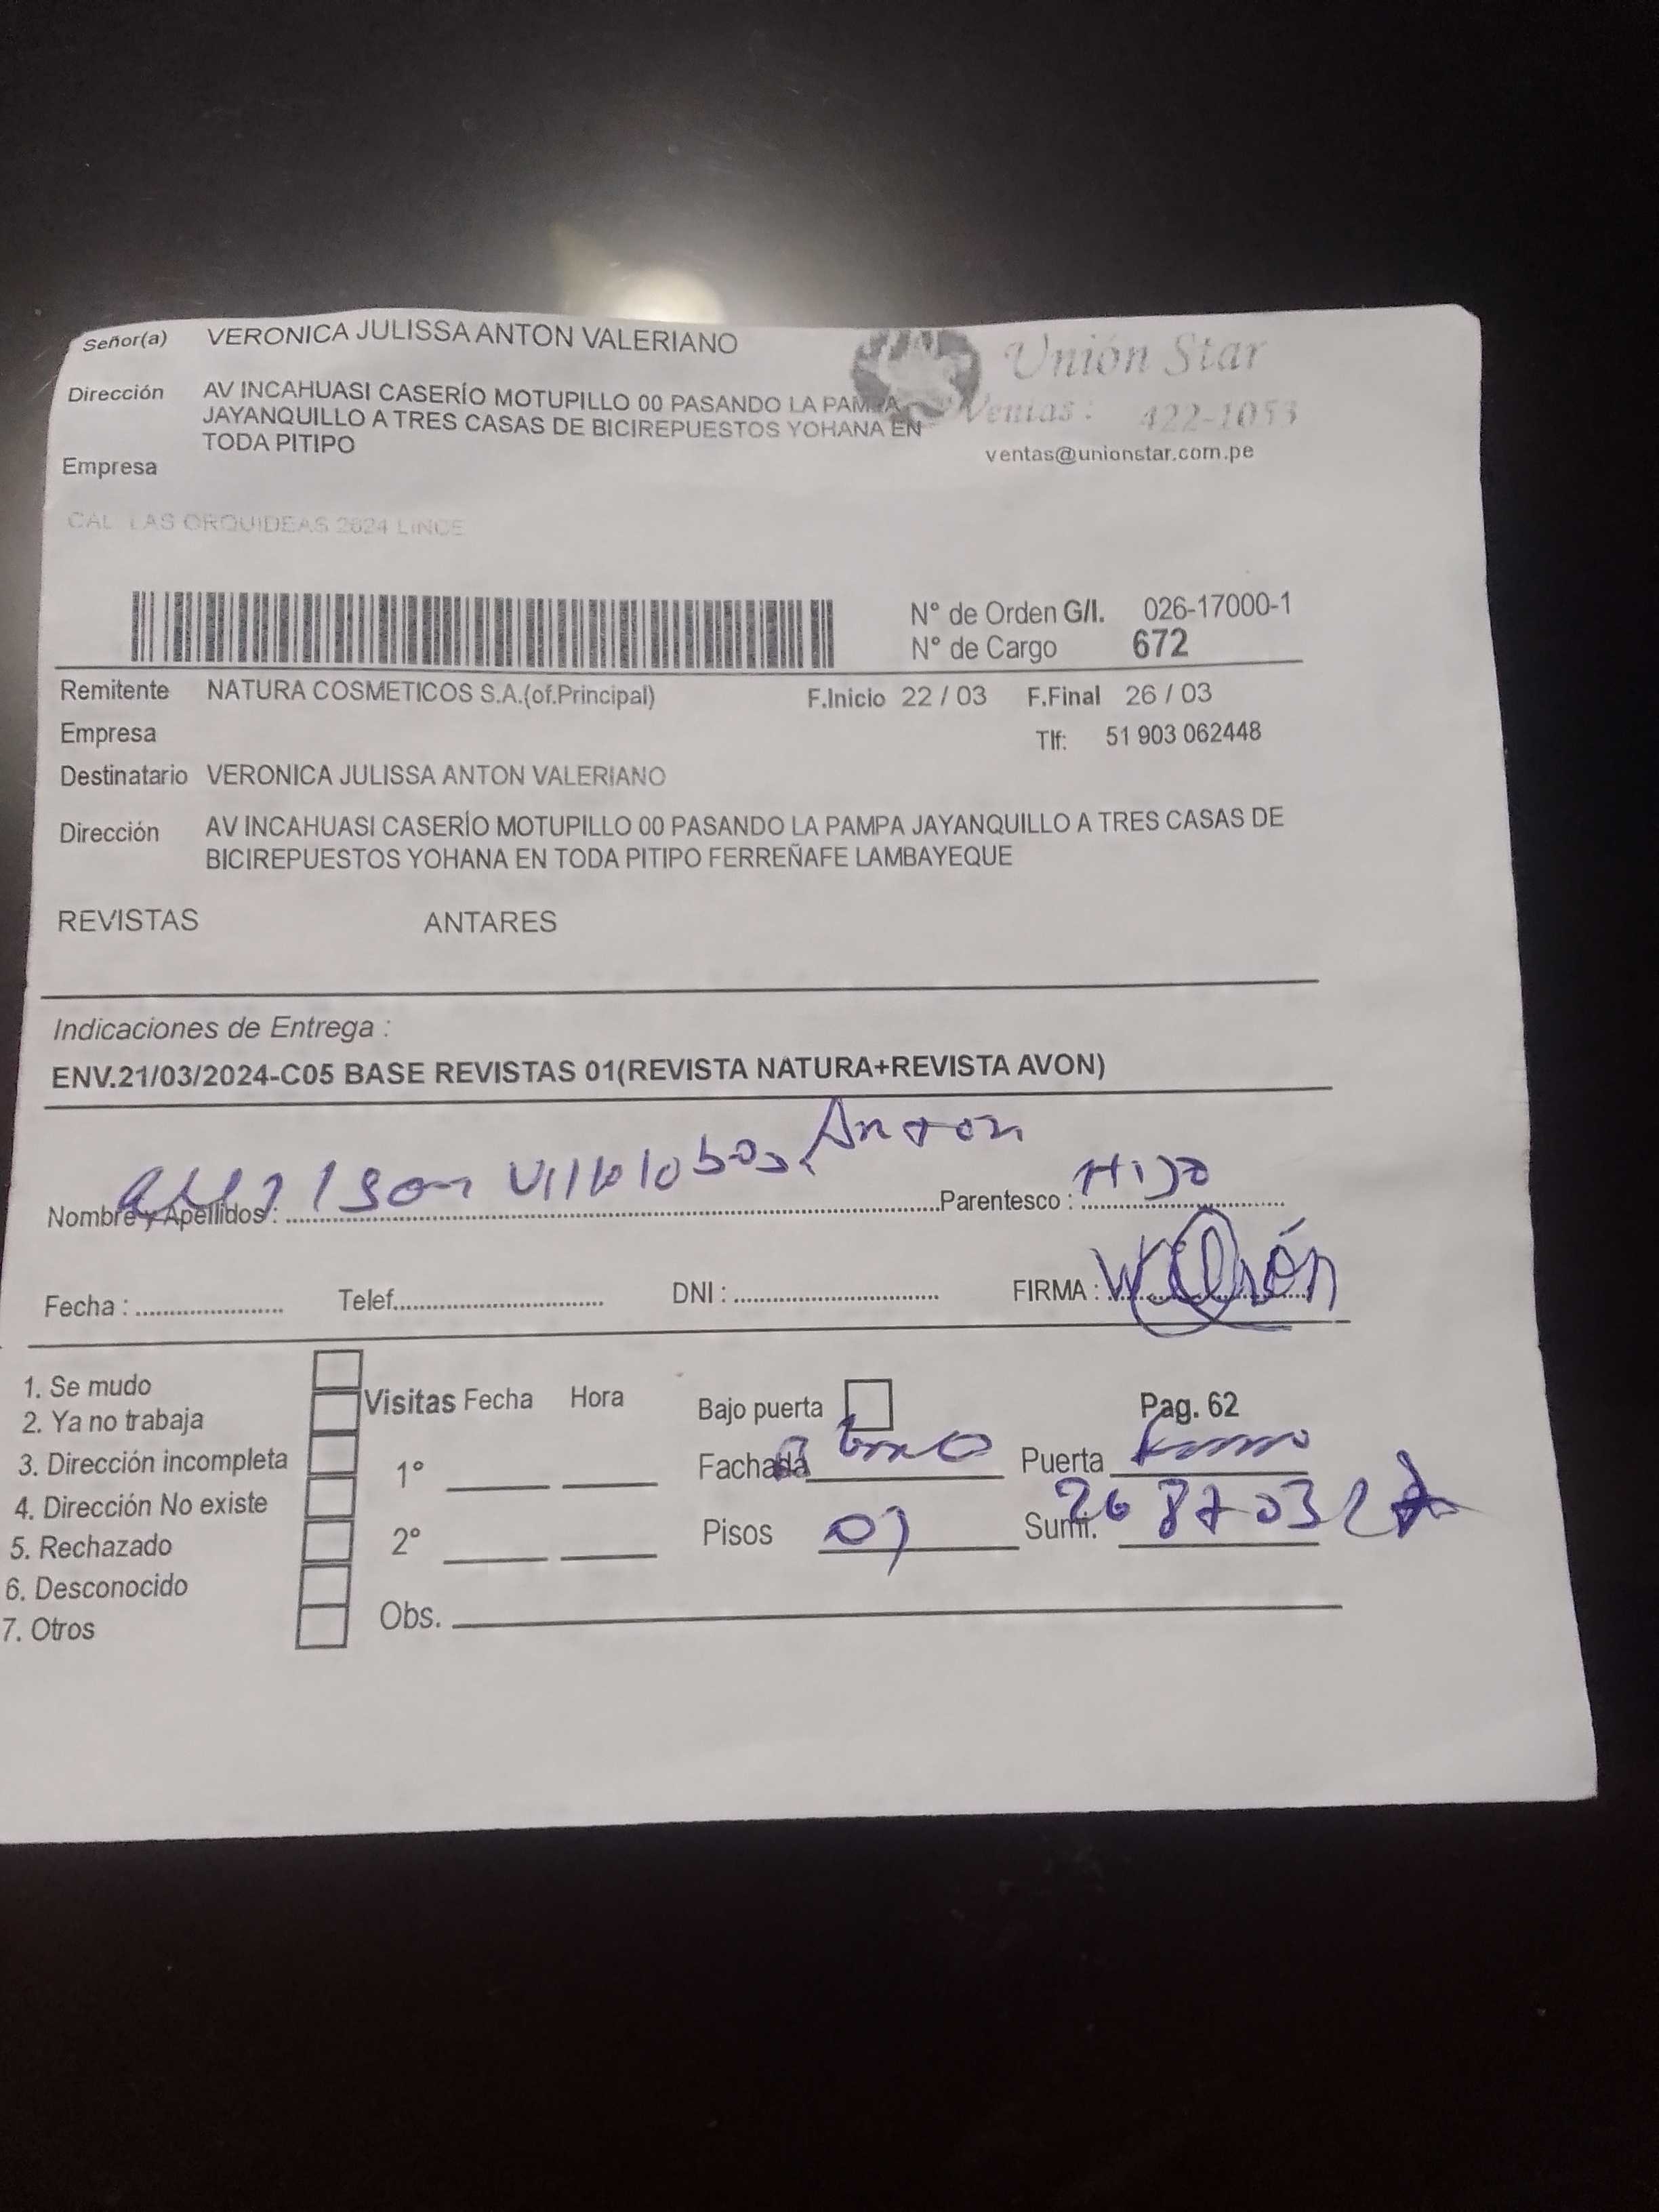 Señor(a) VERONICA JULISSA ANTON VALERIANO
Unión Star
Dirección AV INCAHUASI CASERÍO MOTUPILLO 00 PASANDO LA PAMPA
JAYANQUILLO A TRES CASAS DE BICIREPUESTOS YOHANA EN
TODA PITIPO
Ventas: 422-1053
ventas@unionstar.com.pe
Empresa
CAL LAS ORQUIDEAS 2624 LINCE
N° de Orden G/I. 026-17000-1
N° de Cargo 672
Remitente NATURA COSMETICOS S.A.(of.Principal) F.Inicio 22 / 03 F.Final 26 / 03
Empresa Tlf: 51 903 062448
Destinatario VERONICA JULISSA ANTON VALERIANO
Dirección AV INCAHUASI CASERÍO MOTUPILLO 00 PASANDO LA PAMPA JAYANQUILLO A TRES CASAS DE
BICIREPUESTOS YOHANA EN TODA PITIPO FERREÑAFE LAMBAYEQUE
REVISTAS ANTARES
Indicaciones de Entrega :
ENV.21/03/2024-C05 BASE REVISTAS 01(REVISTA NATURA+REVISTA AVON)
Nombre y Apellidos : Villalobos Anton Parentesco : Hijo
Fecha : Telef. DNI : FIRMA :
1. Se mudo
2. Ya no trabaja
3. Dirección incompleta
4. Dirección No existe
5. Rechazado
6. Desconocido
7. Otros
Visitas Fecha Hora
1°
2°
Obs.
Bajo puerta Pag. 62
Fachada Puerta
Pisos 01 Sumi.